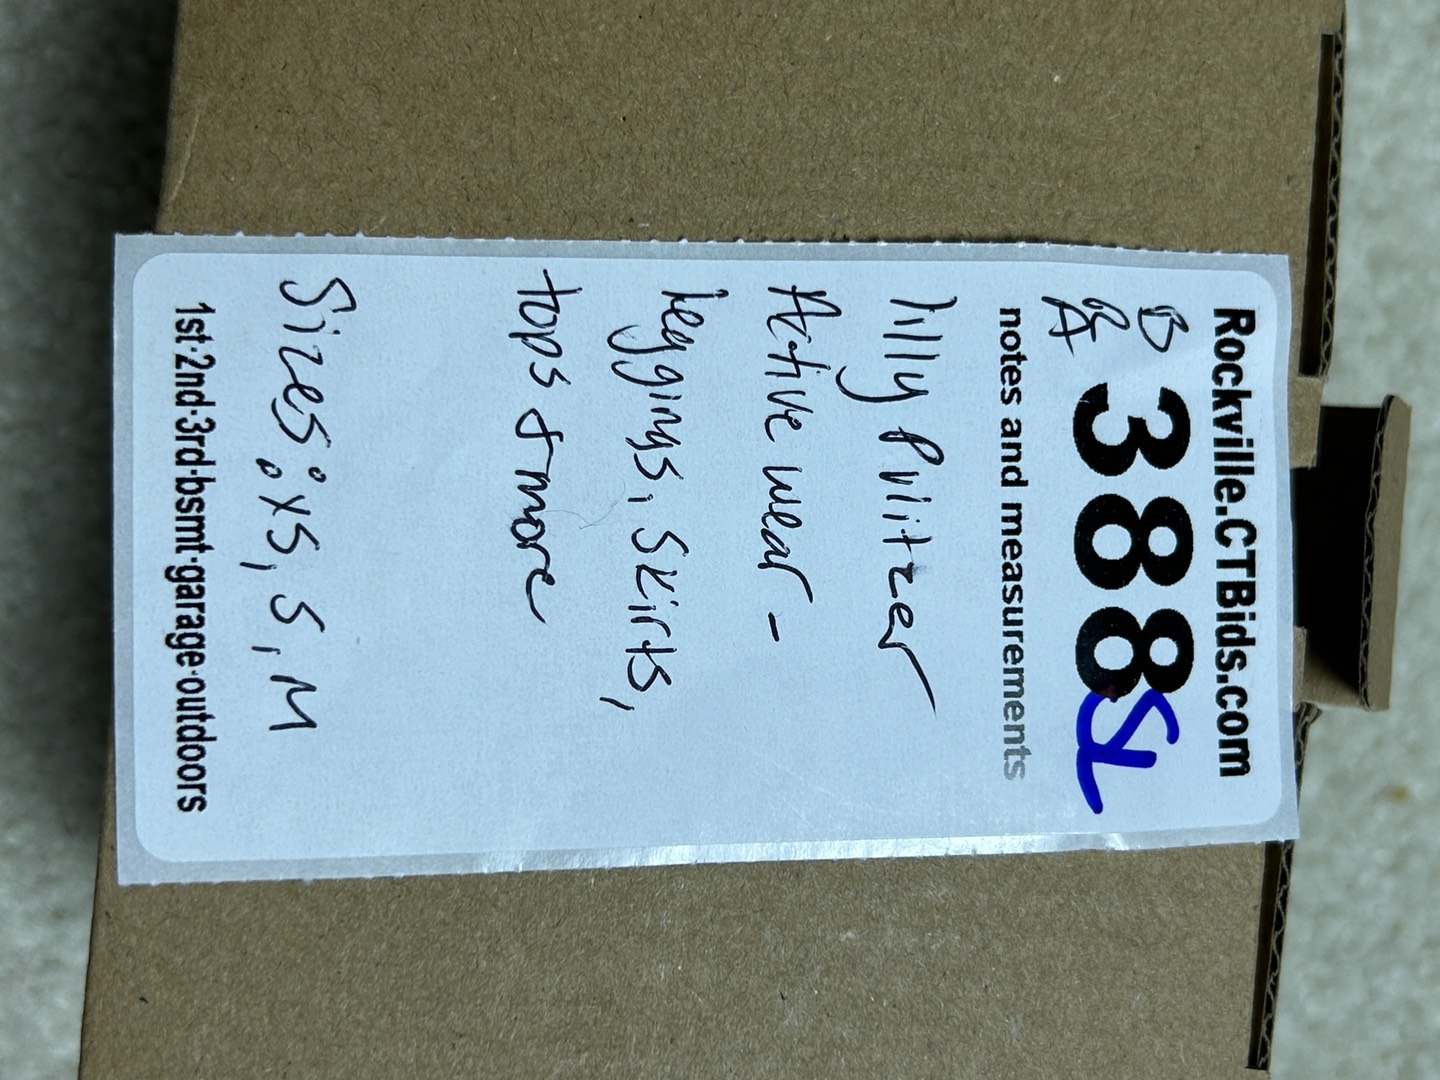 Rockville.CTBids.com
B
388SL
notes and measurements
lilly Pulitzer
Active wear -
leggings, skirts,
tops & more
Sizes: XS, S, M
1st·2nd·3rd·bsmt·garage·outdoors